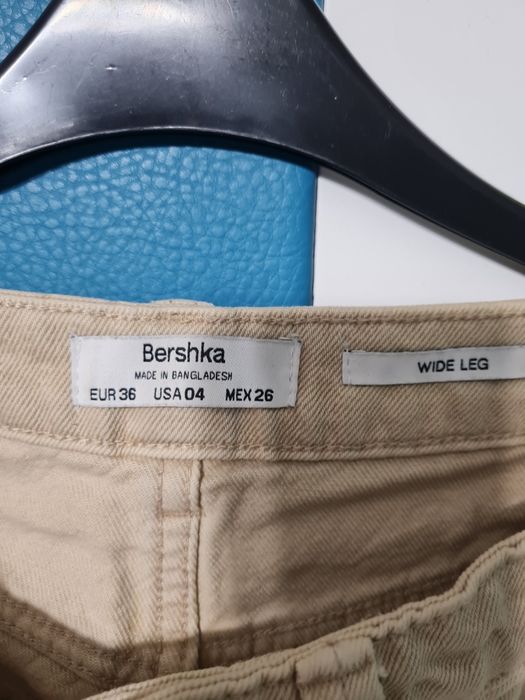 Bershka
MADE IN BANGLADESH
EUR 36 USA 04 MEX 26
WIDE LEG